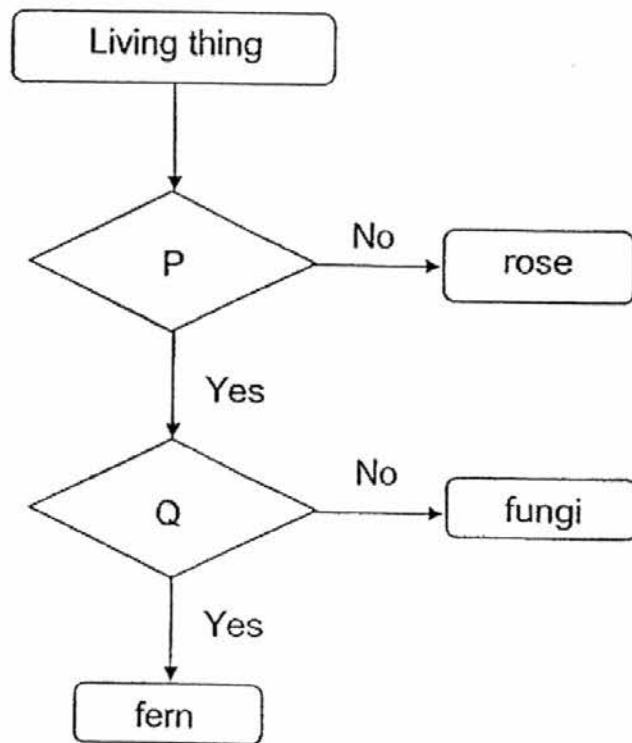 Living thing
P
No
rose
Yes
Q
No
fungi
Yes
fern